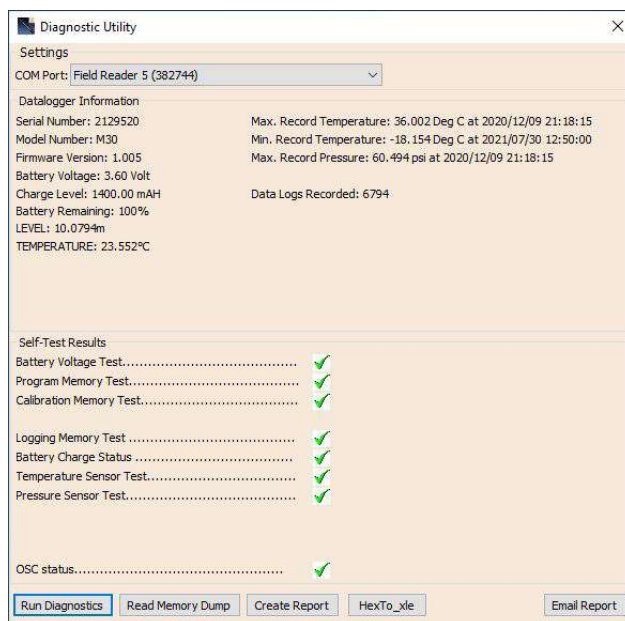 Diagnostic Utility
Settings
COM Port: Field Reader 5 (382744)
Datalogger Information
Serial Number: 2129520
Max. Record Temperature: 36.002 Deg C at 2020/12/09 21:18:15
Model Number: M30
Min. Record Temperature: -18.154 Deg C at 2021/07/30 12:50:00
Firmware Version: 1.005
Max. Record Pressure: 60.494 psi at 2020/12/09 21:18:15
Battery Voltage: 3.60 Volt
Charge Level: 1400.00 mAH
Data Logs Recorded: 6794
Battery Remaining: 100%
LEVEL: 10.0794m
TEMPERATURE: 23.552°C
Self-Test Results
Battery Voltage Test..........................................
Program Memory Test.........................................
Calibration Memory Test......................................
Logging Memory Test ........................................
Battery Charge Status ......................................
Temperature Sensor Test....................................
Pressure Sensor Test.........................................
OSC status..................................................
Run Diagnostics
Read Memory Dump
Create Report
HexTo_xle
Email Report